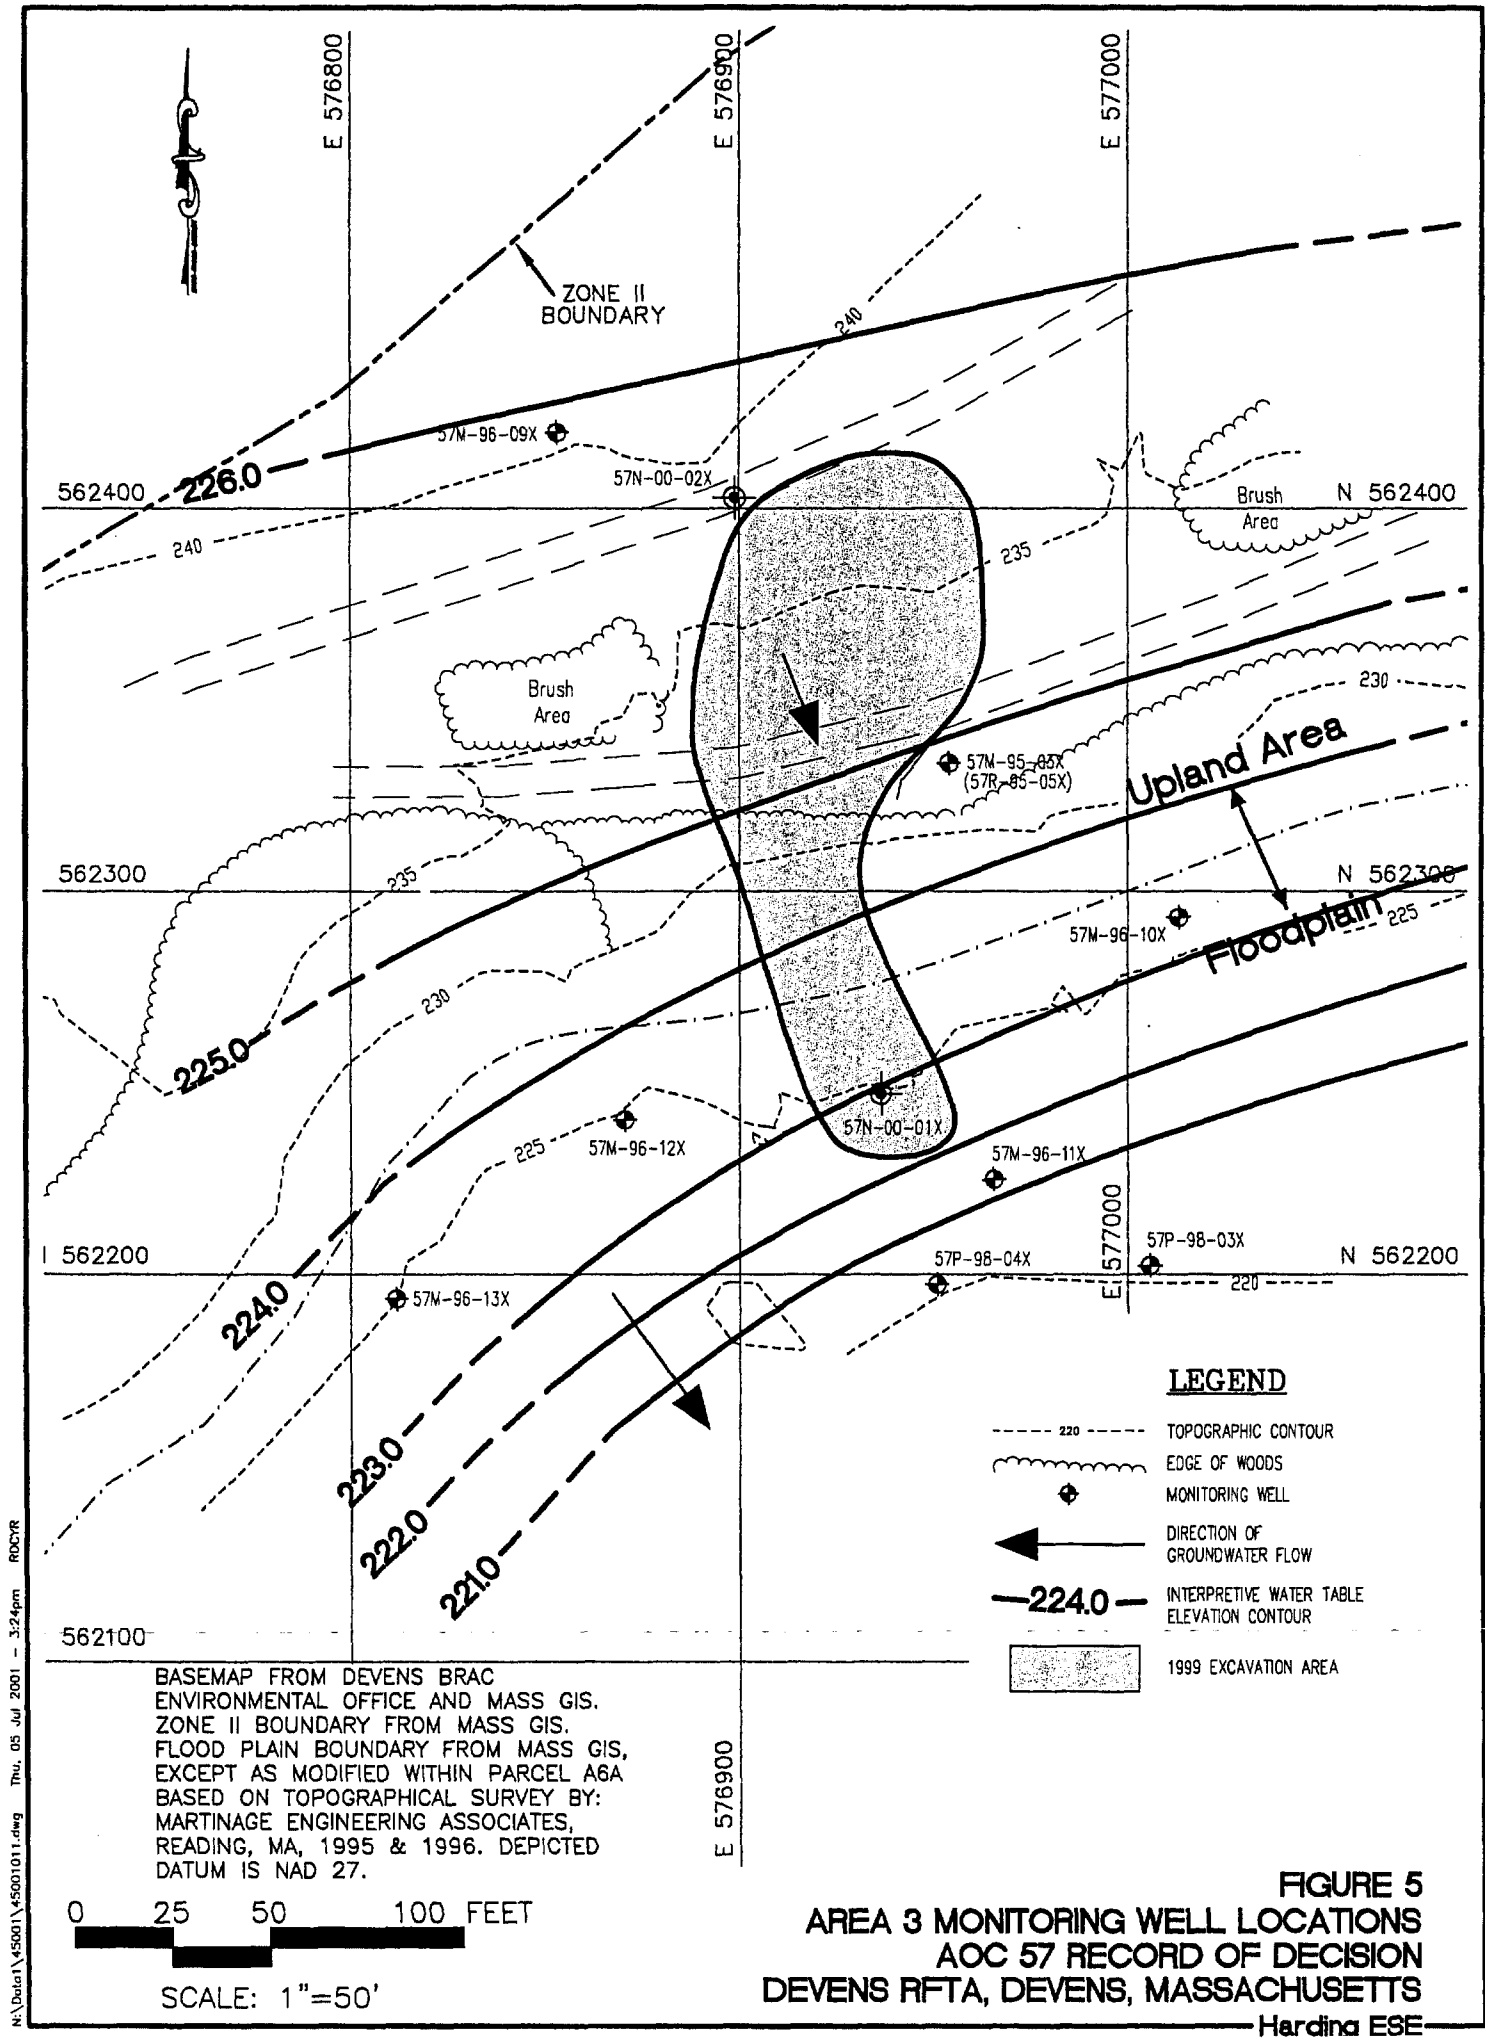 E 576800
E 576900
E 577000
ZONE II
BOUNDARY
240
57M-96-09X
226.0
57N-00-02X
562400
N 562400
Brush
Area
240
235
Brush
Area
230
57M-95-03X
(57R-95-05X)
Upland Area
562300
N 562300
235
225
57M-96-10X
Floodplain
230
225.0
57N-00-01X
225
57M-96-12X
57M-96-11X
E 577000
562200
57P-98-03X
N 562200
57P-98-04X
220
57M-96-13X
224.0
LEGEND
220
TOPOGRAPHIC CONTOUR
EDGE OF WOODS
MONITORING WELL
DIRECTION OF
GROUNDWATER FLOW
224.0
INTERPRETIVE WATER TABLE
ELEVATION CONTOUR
1999 EXCAVATION AREA
223.0
222.0
221.0
562100
BASEMAP FROM DEVENS BRAC
ENVIRONMENTAL OFFICE AND MASS GIS.
ZONE II BOUNDARY FROM MASS GIS.
FLOOD PLAIN BOUNDARY FROM MASS GIS,
EXCEPT AS MODIFIED WITHIN PARCEL A6A
BASED ON TOPOGRAPHICAL SURVEY BY:
MARTINAGE ENGINEERING ASSOCIATES,
READING, MA, 1995 & 1996. DEPICTED
DATUM IS NAD 27.
E 576900
0 25 50 100 FEET
SCALE: 1"=50'
FIGURE 5
AREA 3 MONITORING WELL LOCATIONS
AOC 57 RECORD OF DECISION
DEVENS RFTA, DEVENS, MASSACHUSETTS
Harding ESE
N:\Data1\45001\45001011.dwg Thu, 05 Jul 2001 - 3:24pm RDCYR